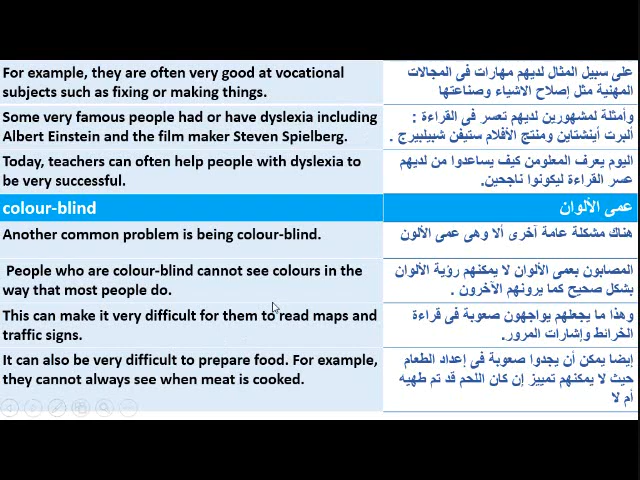 For example, they are often very good at vocational
subjects such as fixing or making things.
على سبيل المثال لديهم مهارات فى المجالات
المهنية مثل إصلاح الاشياء وصناعتها
Some very famous people had or have dyslexia including
Albert Einstein and the film maker Steven Spielberg.
وأمثلة لمشهورين لديهم تعسر في القراءة :
ألبرت أينشتاين ومنتج الأفلام ستيفن شبيلبيرج .
Today, teachers can often help people with dyslexia to
be very successful.
اليوم يعرف المعلومن كيف يساعدوا من لديهم
عسر القراءة ليكونوا ناجحين.
colour-blind
عمى الألوان
Another common problem is being colour-blind.
هناك مشكلة عامة آخرى ألا وهى عمى الألون
People who are colour-blind cannot see colours in the
way that most people do.
المصابون بعمى الألوان لا يمكنهم رؤية الألوان
بشكل صحيح كما يرونهم الآخرون .
This can make it very difficult for them to read maps and
traffic signs.
وهذا ما يجعلهم يواجهون صعوبة فى قراءة
الخرائط وإشارات المرور.
It can also be very difficult to prepare food. For example,
they cannot always see when meat is cooked.
إيضا يمكن أن يجدوا صعوبة فى إعداد الطعام
حيث لا يمكنهم تمييز إن كان اللحم قد تم طهيه
أم لا